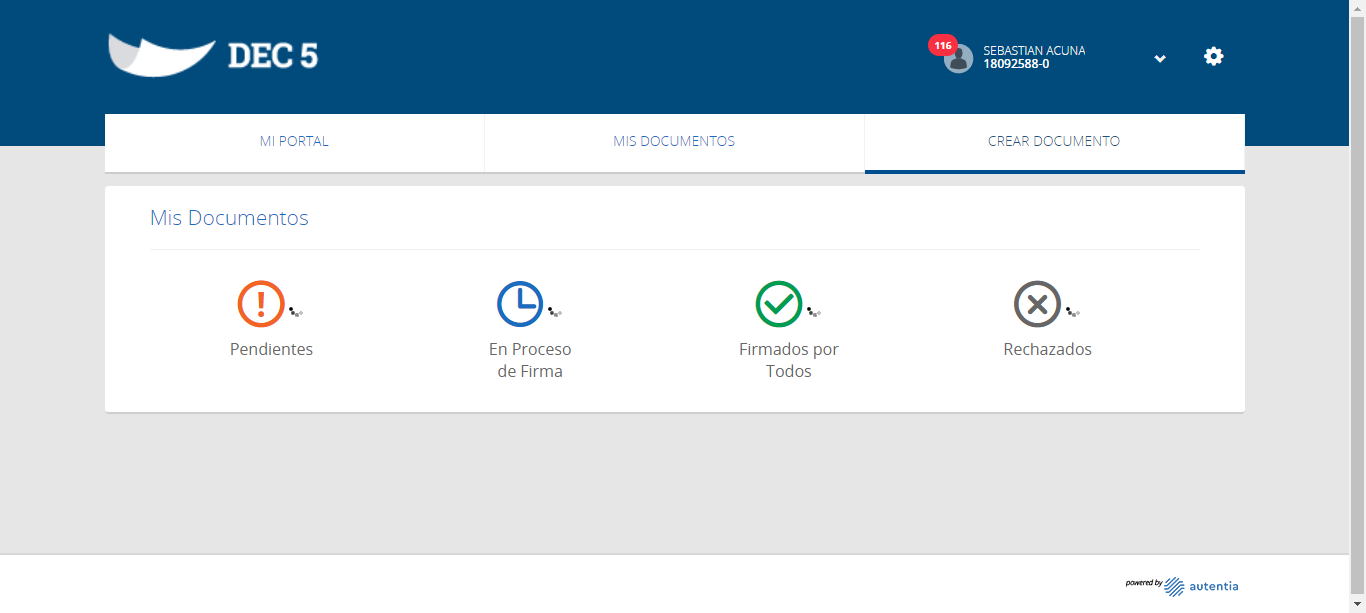 DEC 5
116
SEBASTIAN ACUNA
18092588-0
MI PORTAL
MIS DOCUMENTOS
CREAR DOCUMENTO
Mis Documentos
Pendientes
En Proceso
de Firma
Firmados por
Todos
Rechazados
powered by autentia